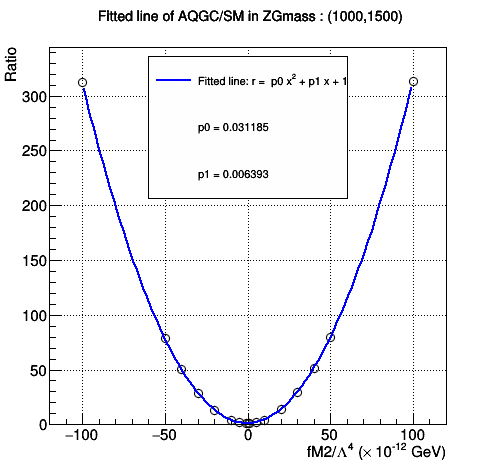 FItted line of AQGC/SM in ZGmass : (1000,1500)
Ratio
Fitted line: r = p0 x² + p1 x + 1
p0 = 0.031185
p1 = 0.006393
300
250
200
150
100
50
0
−100 −50 0 50 100
fM2/Λ⁴ (× 10⁻¹² GeV)